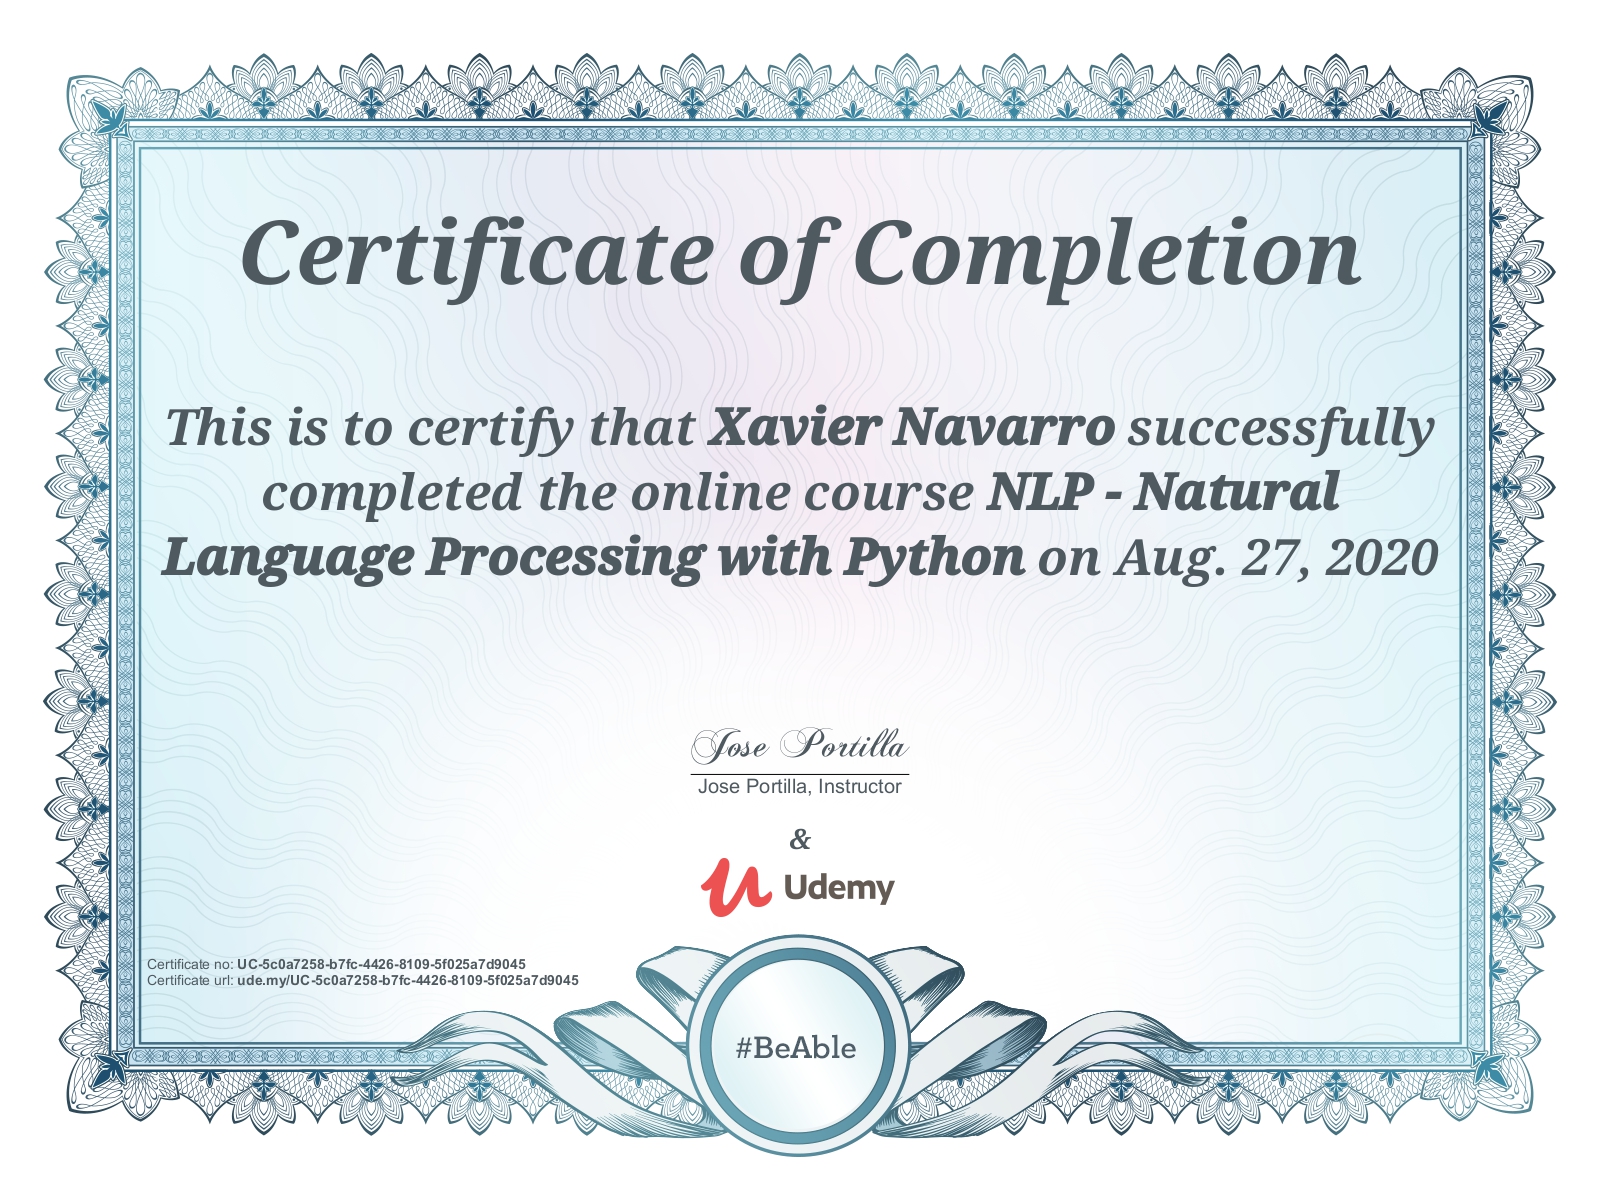 Certificate of Completion
This is to certify that Xavier Navarro successfully
completed the online course NLP - Natural
Language Processing with Python on Aug. 27, 2020
Jose Portilla
Jose Portilla, Instructor
&
Udemy
Certificate no: UC-5c0a7258-b7fc-4426-8109-5f025a7d9045
Certificate url: ude.my/UC-5c0a7258-b7fc-4426-8109-5f025a7d9045
#BeAble